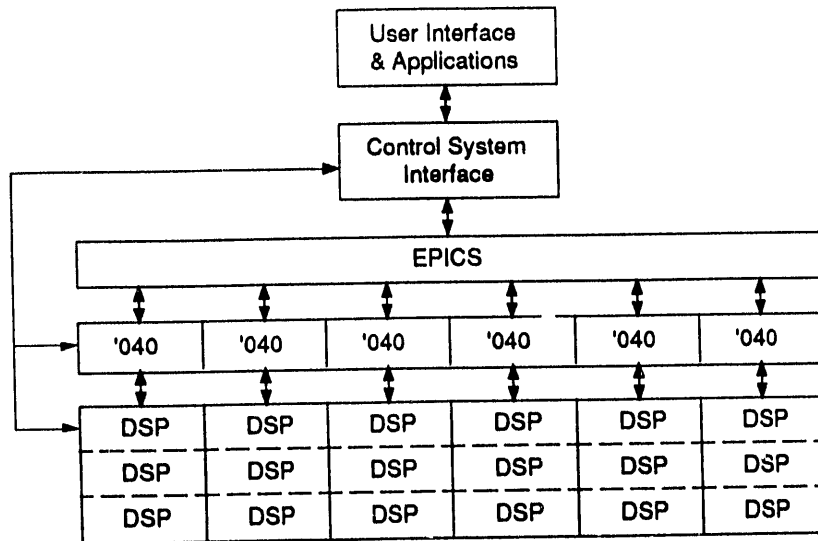 User Interface
& Applications
Control System
Interface
EPICS
'040 '040 '040 '040 '040 '040
DSP DSP DSP DSP DSP DSP
DSP DSP DSP DSP DSP DSP
DSP DSP DSP DSP DSP DSP